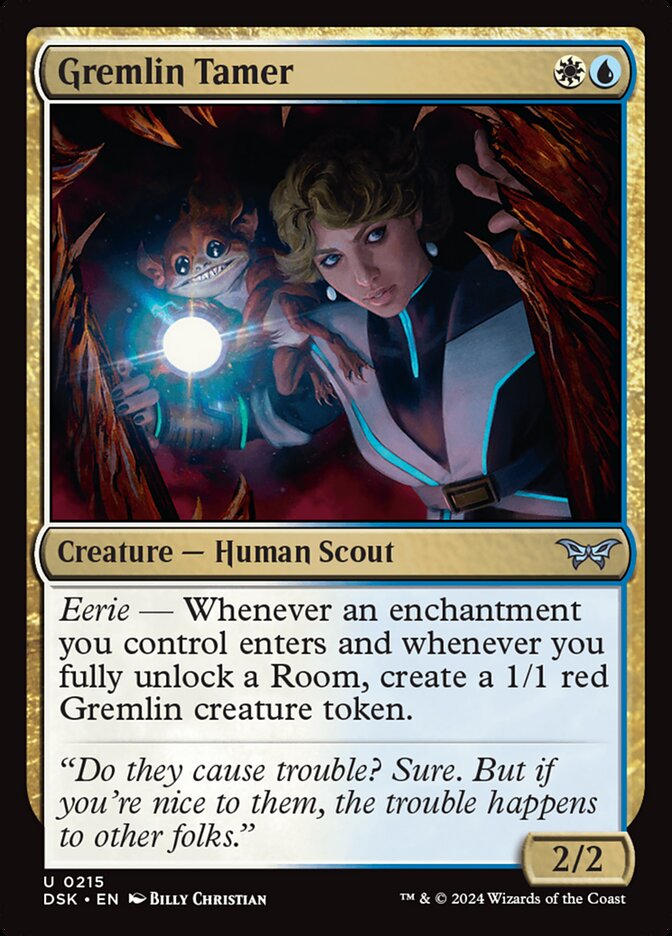 Gremlin Tamer
Creature — Human Scout
Eerie — Whenever an enchantment
you control enters and whenever you
fully unlock a Room, create a 1/1 red
Gremlin creature token.
“Do they cause trouble? Sure. But if
you’re nice to them, the trouble happens
to other folks.”
2/2
U 0215
DSK • EN Billy Christian
™ & © 2024 Wizards of the Coast